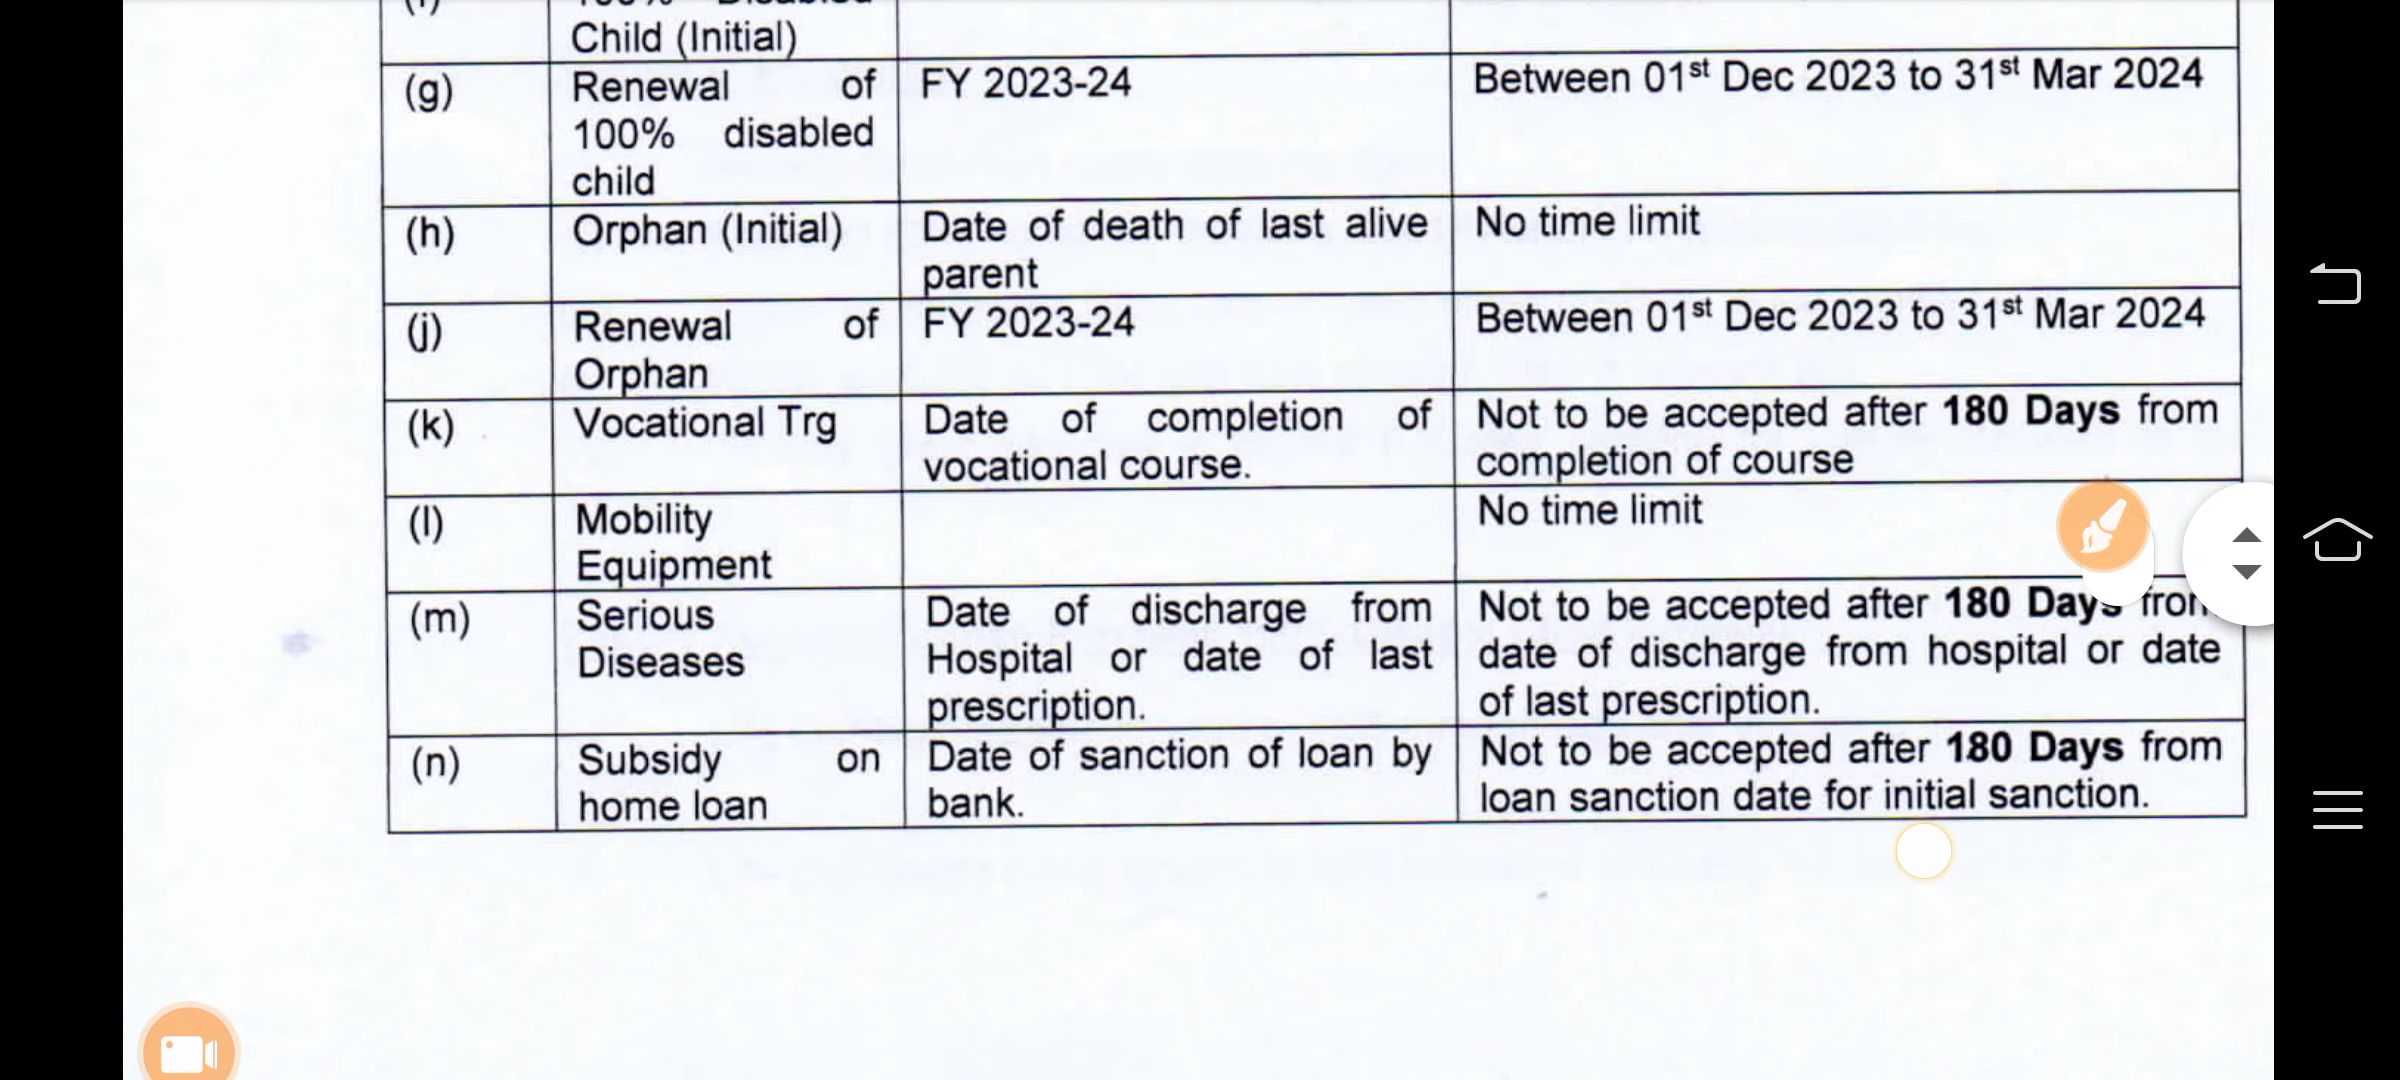 Child (Initial)
(g) Renewal of FY 2023-24 Between 01st Dec 2023 to 31st Mar 2024
100% disabled
child
(h) Orphan (Initial) Date of death of last alive No time limit
parent
(j) Renewal of FY 2023-24 Between 01st Dec 2023 to 31st Mar 2024
Orphan
(k) Vocational Trg Date of completion of Not to be accepted after 180 Days from
vocational course. completion of course
(l) Mobility No time limit
Equipment
(m) Serious Date of discharge from Not to be accepted after 180 Days from
Diseases Hospital or date of last date of discharge from hospital or date
prescription. of last prescription.
(n) Subsidy on Date of sanction of loan by Not to be accepted after 180 Days from
home loan bank. loan sanction date for initial sanction.